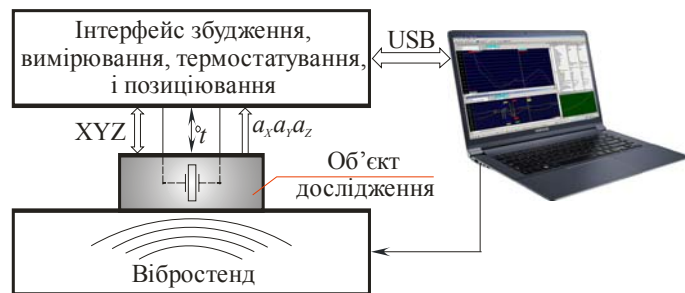 Інтерфейс збудження,
вимірювання, термостатування,
і позиціювання
USB
XYZ
°t
aXaYaZ
Об’єкт
дослідження
Вібростенд